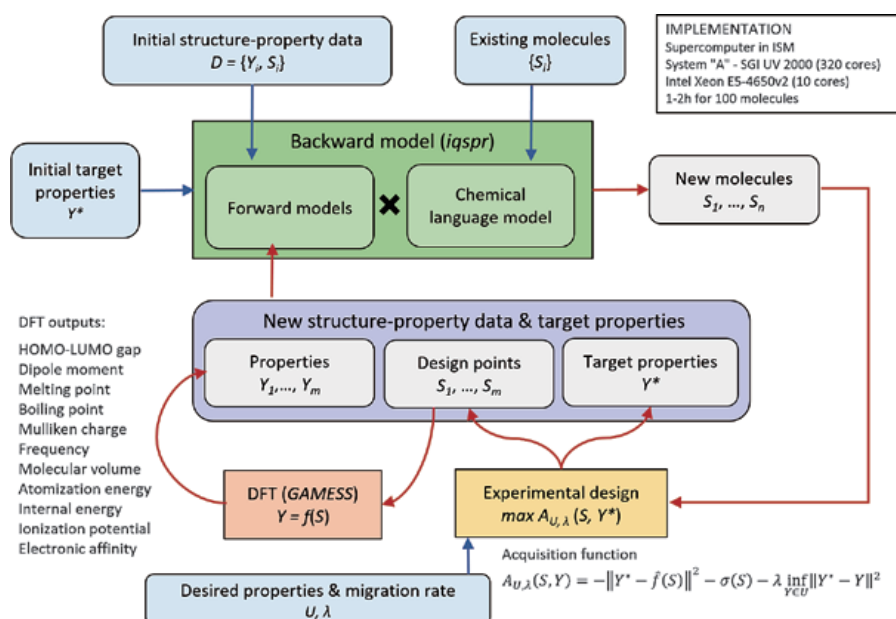 Initial structure-property data
D = {Yᵢ, Sᵢ}
Existing molecules
{Sᵢ}
IMPLEMENTATION
Supercomputer in ISM
System "A" - SGI UV 2000 (320 cores)
Intel Xeon E5-4650v2 (10 cores)
1-2h for 100 molecules
Backward model (iqspr)
Initial target
properties
Y*
Forward models
×
Chemical
language model
New molecules
S₁, ..., Sₙ
New structure-property data & target properties
Properties
Y₁,..., Yₘ
Design points
S₁, ..., Sₘ
Target properties
Y*
DFT outputs:
HOMO-LUMO gap
Dipole moment
Melting point
Boiling point
Mulliken charge
Frequency
Molecular volume
Atomization energy
Internal energy
Ionization potential
Electronic affinity
DFT (GAMESS)
Y = f(S)
Experimental design
max A_{U, λ} (S, Y*)
Acquisition function
A_{U,λ}(S,Y) = −‖Y* − f̂(S)‖² − σ(S) − λ inf_{Y∈U}‖Y* − Y‖²
Desired properties & migration rate
U, λ